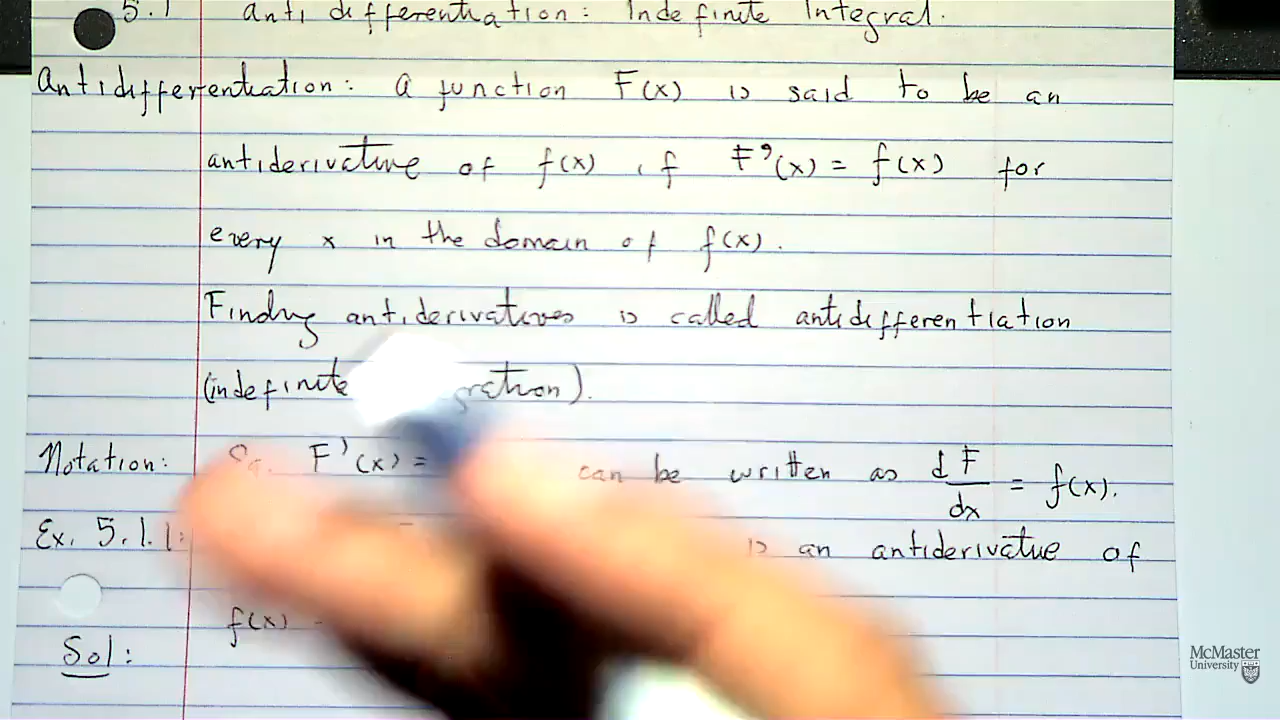 5.1 antidifferentiation: Indefinite Integral.
Antidifferentiation: a function F(x) is said to be an
antiderivative of f(x) if F'(x) = f(x) for
every x in the domain of f(x).
Finding antiderivatives is called antidifferentiation
(indefinite gration).
Notation: F'(x) = can be written as dF/dx = f(x).
Ex. 5.1.1: is an antiderivative of
f(x)
Sol:
McMaster
University